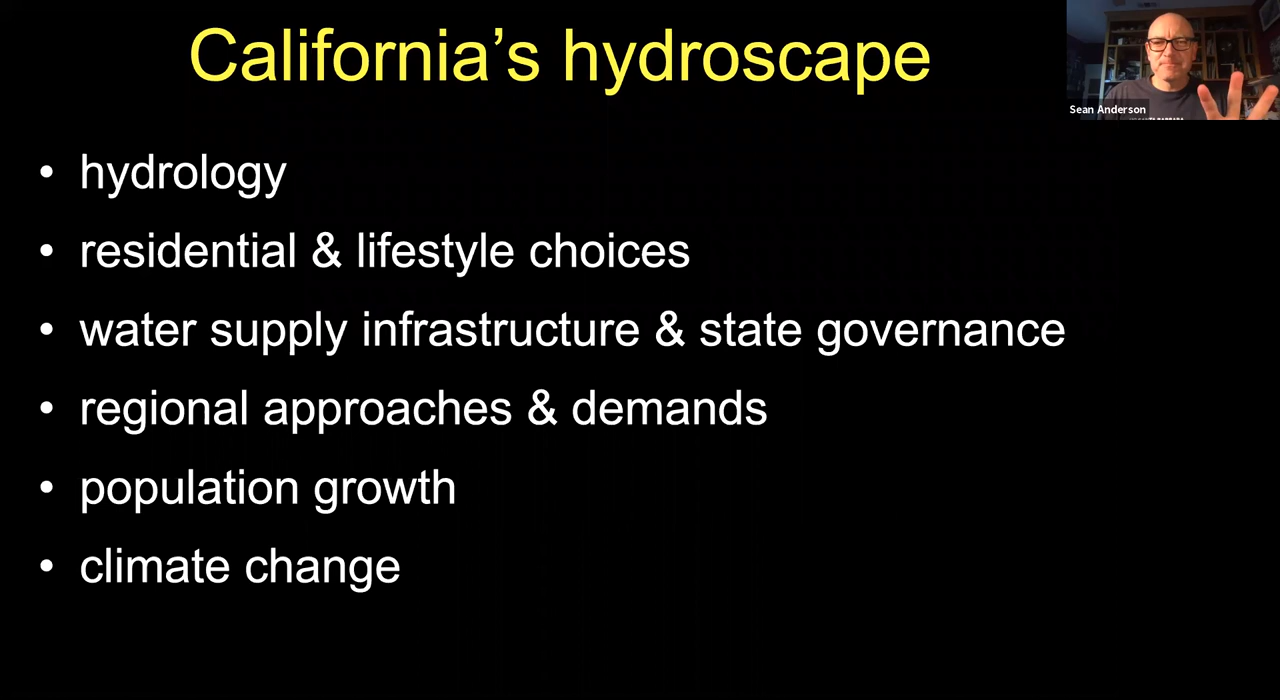 California's hydroscape
Sean Anderson
• hydrology
• residential & lifestyle choices
• water supply infrastructure & state governance
• regional approaches & demands
• population growth
• climate change